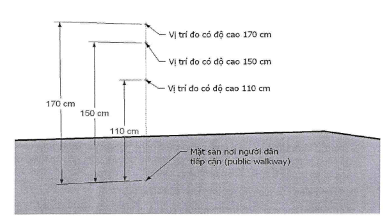 Vị trí đo có độ cao 170 cm
Vị trí đo có độ cao 150 cm
Vị trí đo có độ cao 110 cm
170 cm
150 cm
110 cm
Mặt sàn nơi người dân
tiếp cận (public walkway)